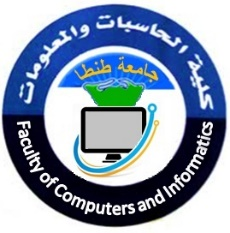 كلية الحاسبات والمعلومات
جامعة طنطا
Faculty of Computers and Informatics